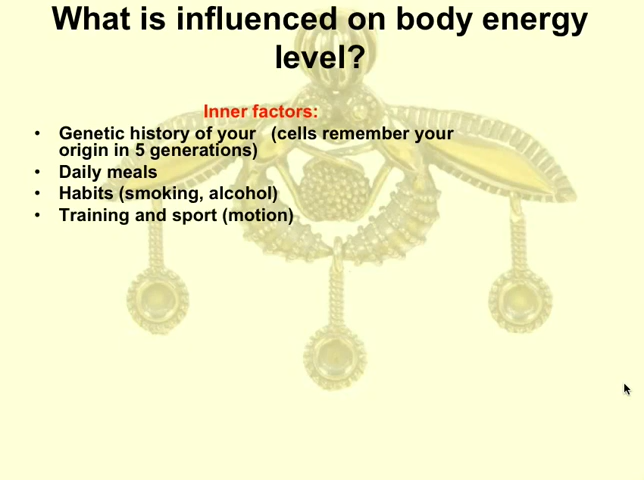 What is influenced on body energy
level?
Inner factors:
• Genetic history of your (cells remember your
origin in 5 generations)
• Daily meals
• Habits (smoking, alcohol)
• Training and sport (motion)